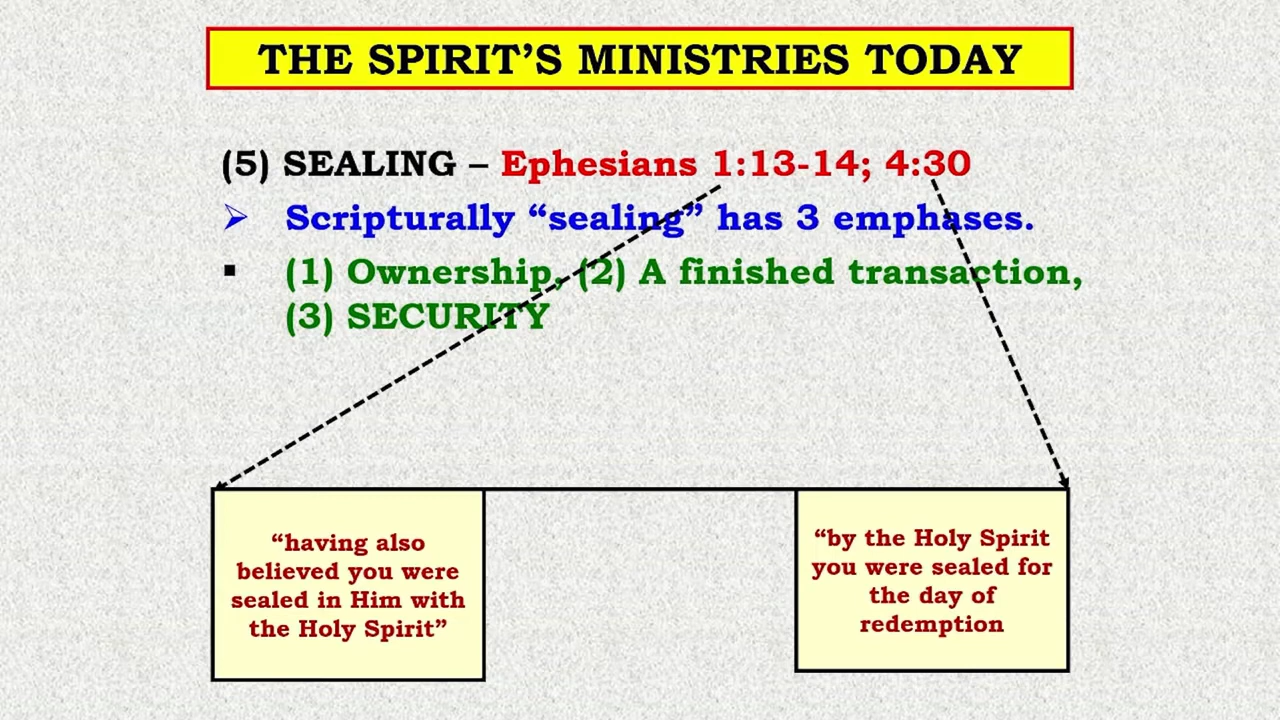 THE SPIRIT’S MINISTRIES TODAY
(5) SEALING – Ephesians 1:13-14; 4:30
➢ Scripturally “sealing” has 3 emphases.
▪ (1) Ownership, (2) A finished transaction,
(3) SECURITY
“having also
believed you were
sealed in Him with
the Holy Spirit”
“by the Holy Spirit
you were sealed for
the day of
redemption